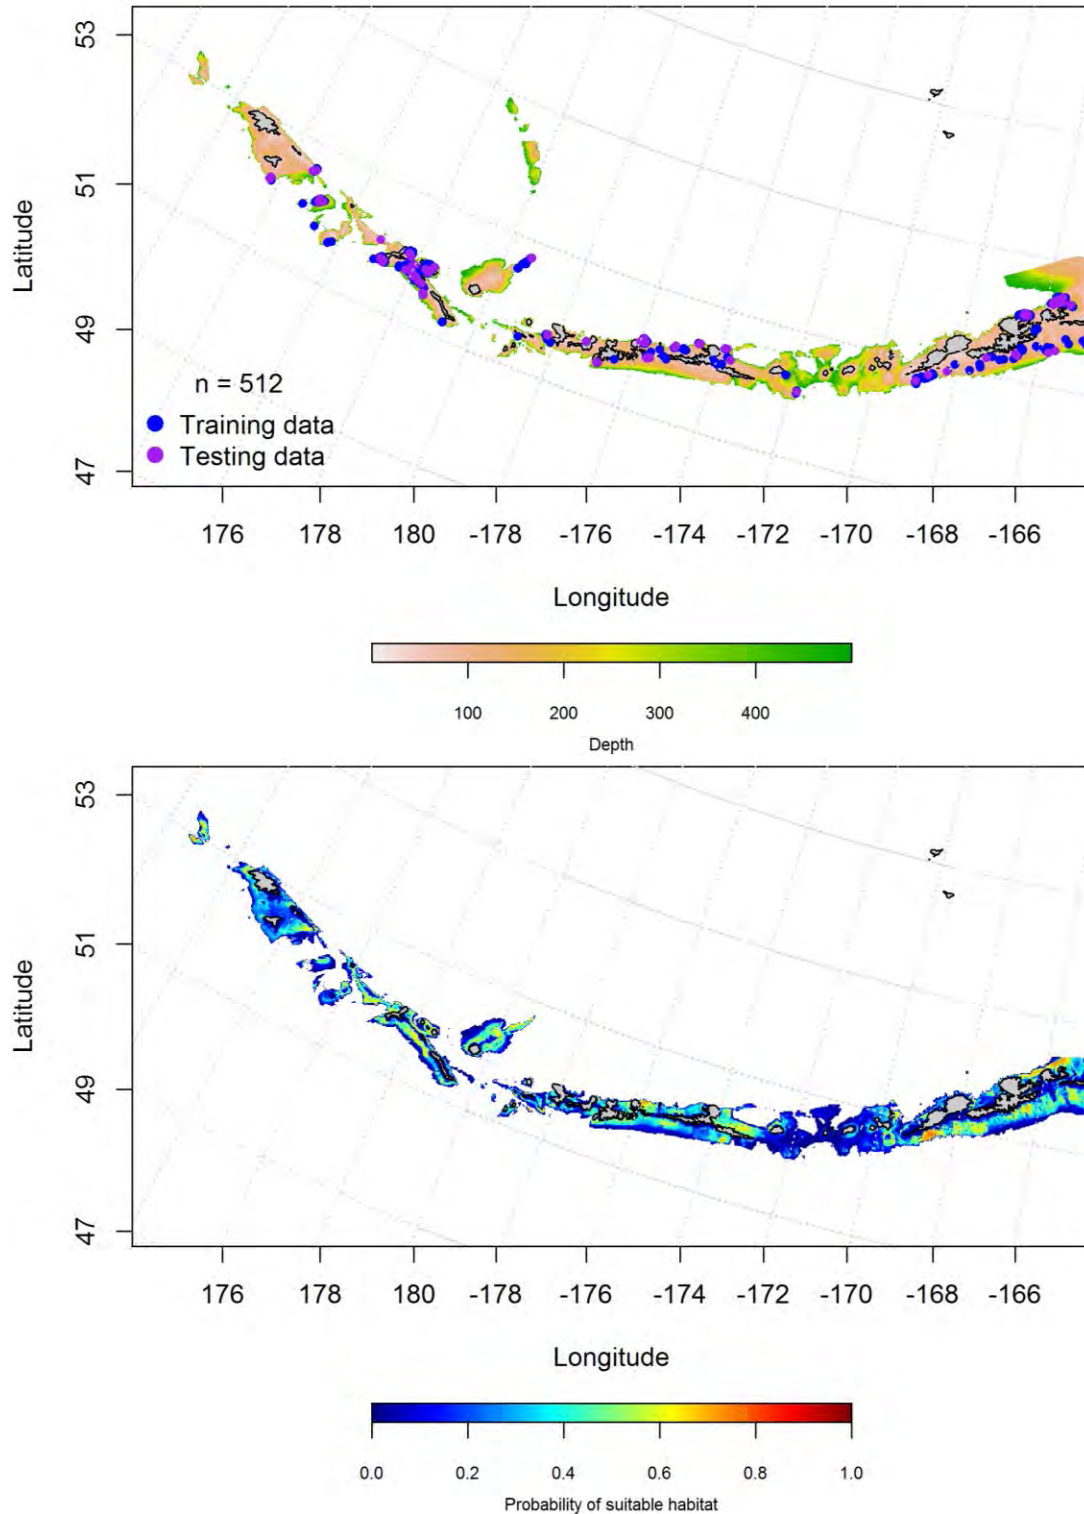 53
51
49
47
Latitude
n = 512
Training data
Testing data
176 178 180 -178 -176 -174 -172 -170 -168 -166
Longitude
100 200 300 400
Depth
53
51
49
47
Latitude
176 178 180 -178 -176 -174 -172 -170 -168 -166
Longitude
0.0 0.2 0.4 0.6 0.8 1.0
Probability of suitable habitat